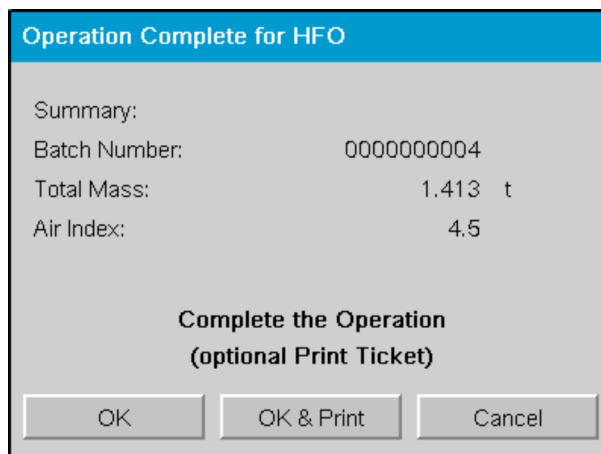 Operation Complete for HFO
Summary:
Batch Number: 0000000004
Total Mass: 1.413 t
Air Index: 4.5
Complete the Operation
(optional Print Ticket)
OK OK & Print Cancel